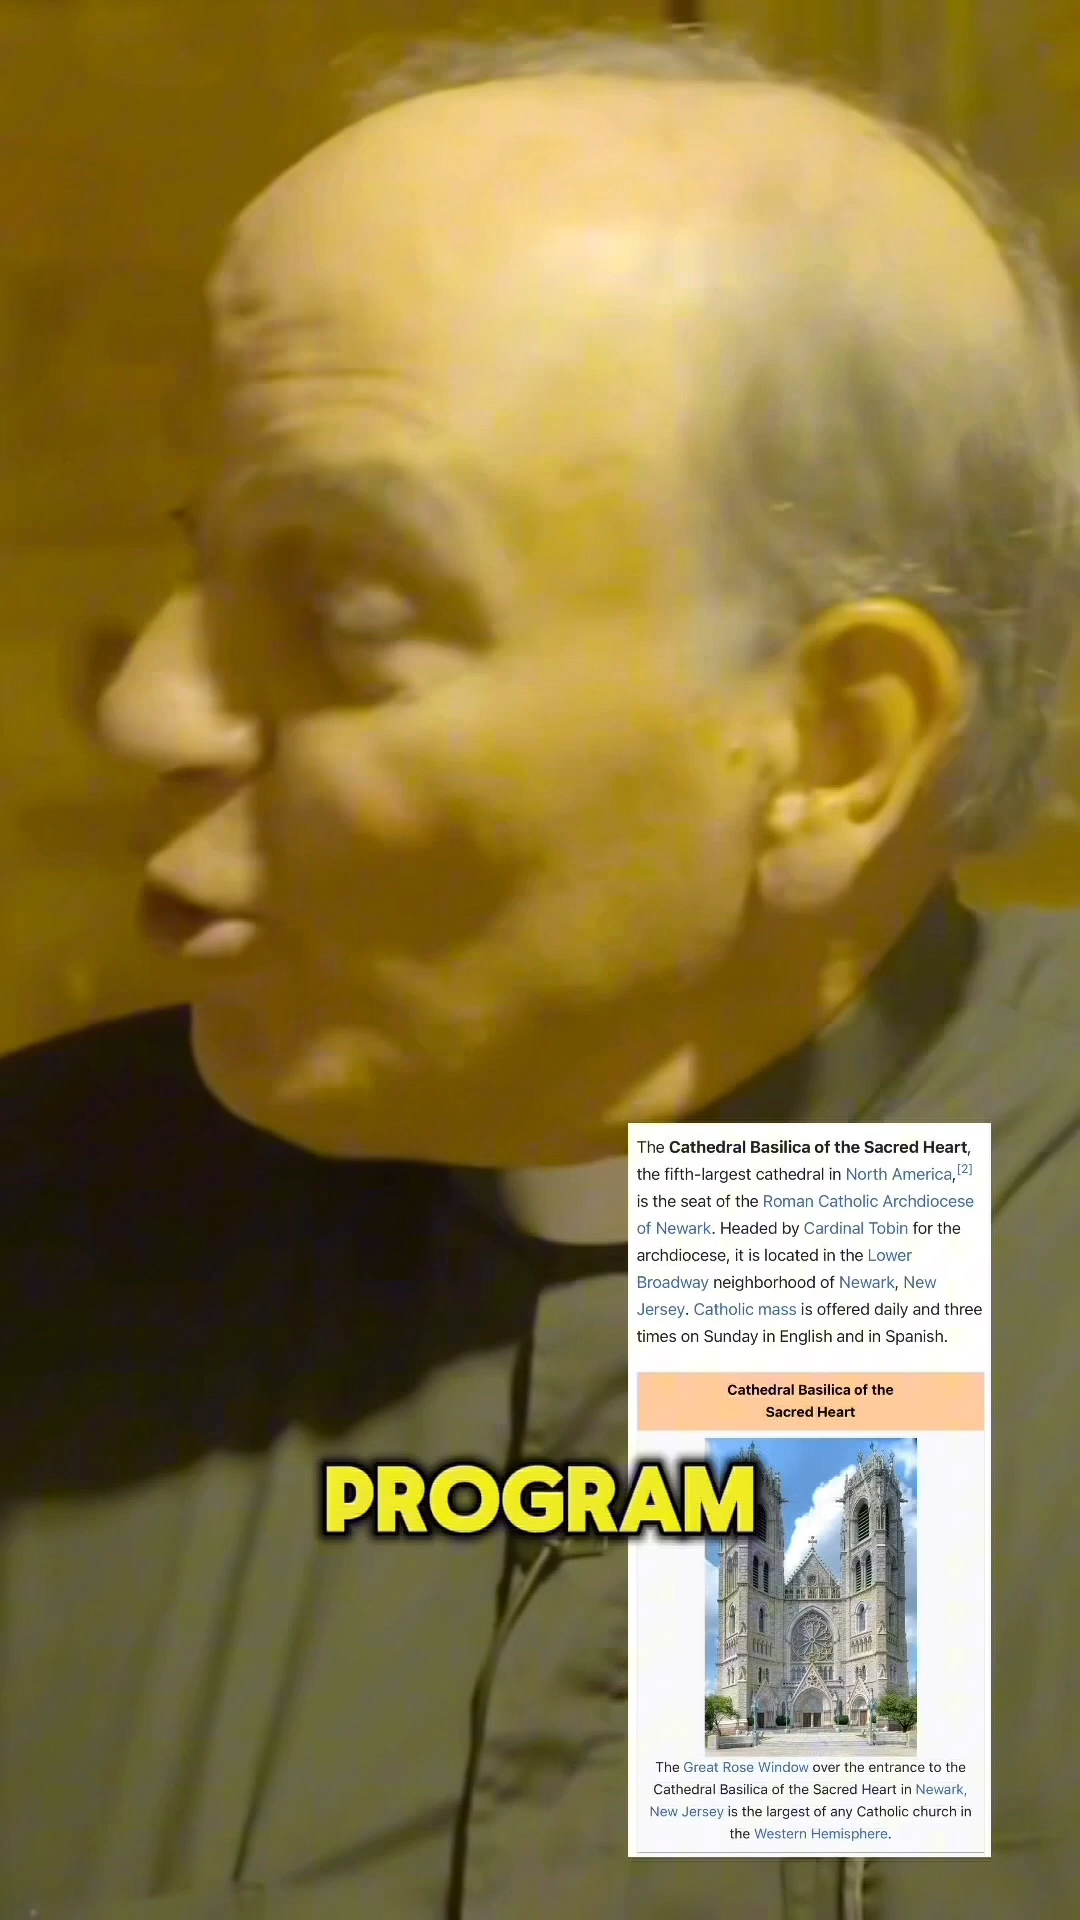 The Cathedral Basilica of the Sacred Heart,
the fifth-largest cathedral in North America,[2]
is the seat of the Roman Catholic Archdiocese
of Newark. Headed by Cardinal Tobin for the
archdiocese, it is located in the Lower
Broadway neighborhood of Newark, New
Jersey. Catholic mass is offered daily and three
times on Sunday in English and in Spanish.
Cathedral Basilica of the
Sacred Heart
PROGRAM
The Great Rose Window over the entrance to the
Cathedral Basilica of the Sacred Heart in Newark,
New Jersey is the largest of any Catholic church in
the Western Hemisphere.